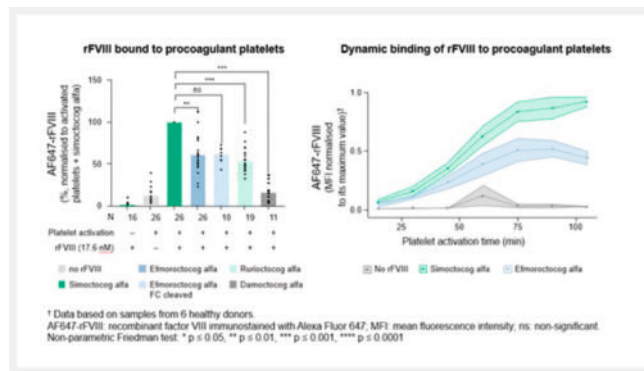 rFVIII bound to procoagulant platelets
AF647-rFVIII
(%, normalised to activated
platelets + simoctocog alfa)
150
100
50
0
***
***
ns
**
N 16 26 26 26 10 19 11
Platelet activation – + + + + + +
rFVIII (17.6 nM) + – + + + + +
no rFVIII
Efmoroctocog alfa
Rurioctocog alfa
Simoctocog alfa
Efmoroctocog alfa
FC cleaved
Damoctocog alfa
Dynamic binding of rFVIII to procoagulant platelets
AF647-rFVIII
(MFI normalised
to its maximum value)†
1.0
0.5
0.0
25 50 75 100
Platelet activation time (min)
No rFVIII
Simoctocog alfa
Efmoroctocog alfa
† Data based on samples from 6 healthy donors.
AF647-rFVIII: recombinant factor VIII immunostained with Alexa Fluor 647; MFI: mean fluorescence intensity; ns: non-significant.
Non-parametric Friedman test: * p ≤ 0.05, ** p ≤ 0.01, *** p ≤ 0.001, **** p ≤ 0.0001